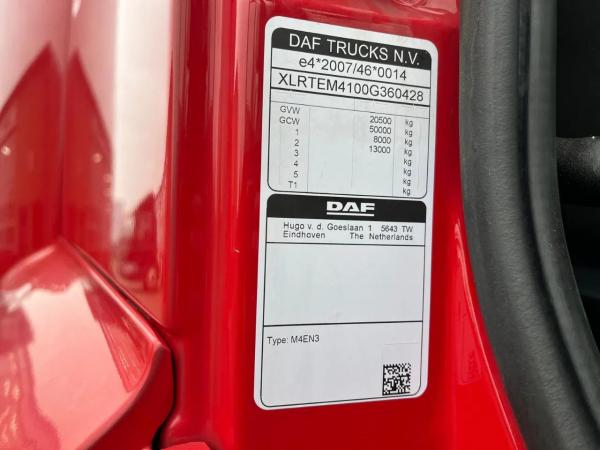 DAF TRUCKS N.V.
e4*2007/46*0014
XLRTEM4100G360428
GVW 20500 kg
GCW 50000 kg
1 8000 kg
2 13000 kg
3 kg
4 kg
5 kg
T1 kg
DAF
Hugo v. d. Goeslaan 1 5643 TW
Eindhoven The Netherlands
Type: M4EN3